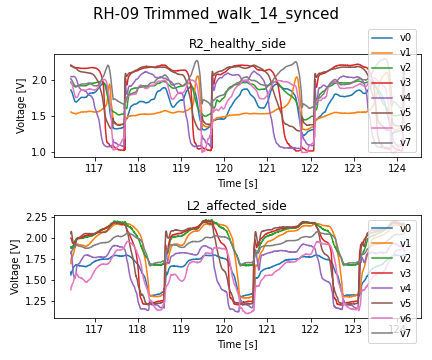 RH-09 Trimmed_walk_14_synced
R2_healthy_side
Voltage [V]
2.0
1.5
1.0
117 118 119 120 121 122 123 124
Time [s]
v0
v1
v2
v3
v4
v5
v6
v7
L2_affected_side
Voltage [V]
2.25
2.00
1.75
1.50
1.25
117 118 119 120 121 122 123 124
Time [s]
v0
v1
v2
v3
v4
v5
v6
v7